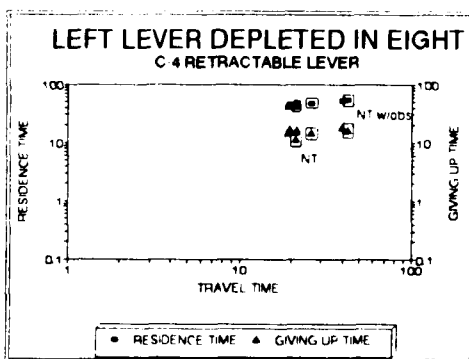 LEFT LEVER DEPLETED IN EIGHT
C-4 RETRACTABLE LEVER
100
100
RESIDENCE TIME
GIVING UP TIME
NT w/obs
10
10
NT
1
1
0.1
0.1
1
10
100
TRAVEL TIME
RESIDENCE TIME
GIVING UP TIME